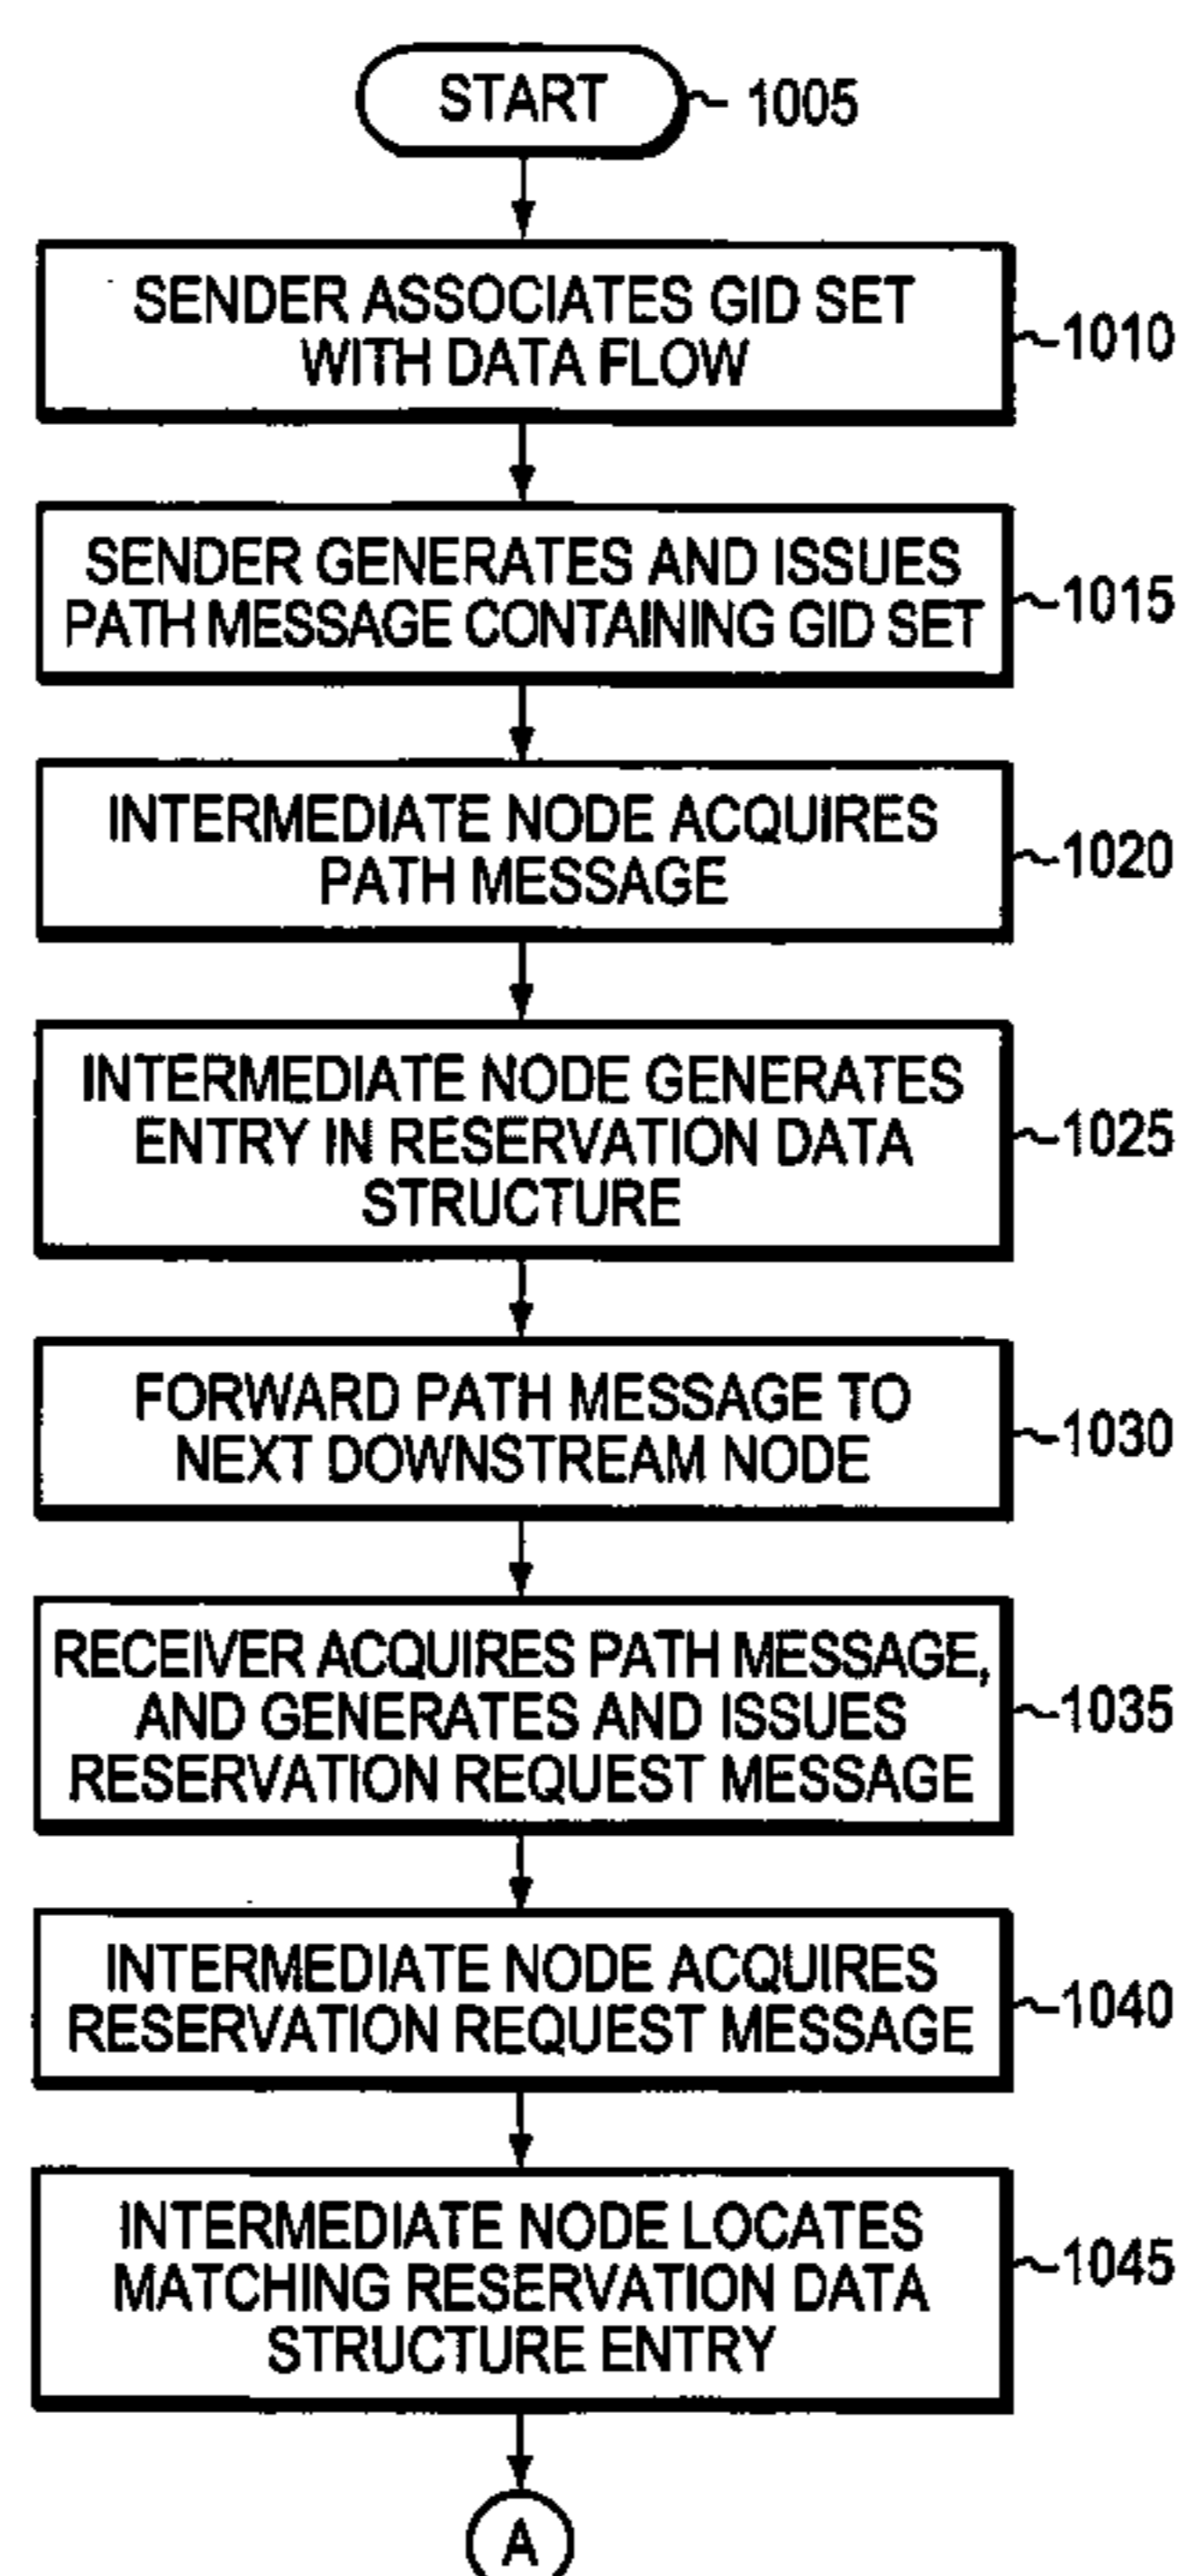 START
1005
SENDER ASSOCIATES GID SET
WITH DATA FLOW
1010
SENDER GENERATES AND ISSUES
PATH MESSAGE CONTAINING GID SET
1015
INTERMEDIATE NODE ACQUIRES
PATH MESSAGE
1020
INTERMEDIATE NODE GENERATES
ENTRY IN RESERVATION DATA
STRUCTURE
1025
FORWARD PATH MESSAGE TO
NEXT DOWNSTREAM NODE
1030
RECEIVER ACQUIRES PATH MESSAGE,
AND GENERATES AND ISSUES
RESERVATION REQUEST MESSAGE
1035
INTERMEDIATE NODE ACQUIRES
RESERVATION REQUEST MESSAGE
1040
INTERMEDIATE NODE LOCATES
MATCHING RESERVATION DATA
STRUCTURE ENTRY
1045
A